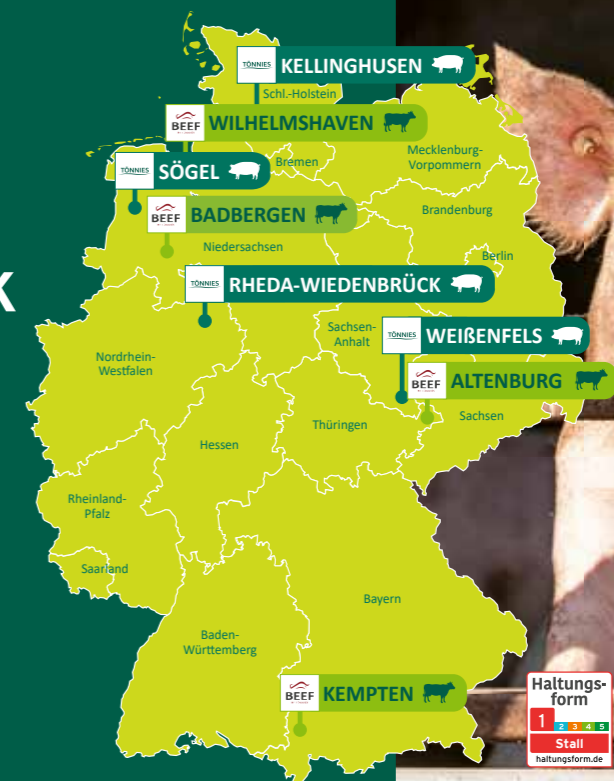 TÖNNIES KELLINGHUSEN
Schl.-Holstein
BEEF WILHELMSHAVEN
Bremen
Mecklenburg-
Vorpommern
TÖNNIES SÖGEL
BEEF BADBERGEN
Brandenburg
Niedersachsen
Berlin
K
TÖNNIES RHEDA-WIEDENBRÜCK
Sachsen-
Anhalt
TÖNNIES WEIßENFELS
Nordrhein-
Westfalen
BEEF ALTENBURG
Sachsen
Thüringen
Hessen
Rheinland-
Pfalz
Saarland
Bayern
Baden-
Württemberg
BEEF KEMPTEN
Haltungs-
form
1 2 3 4 5
Stall
haltungsform.de